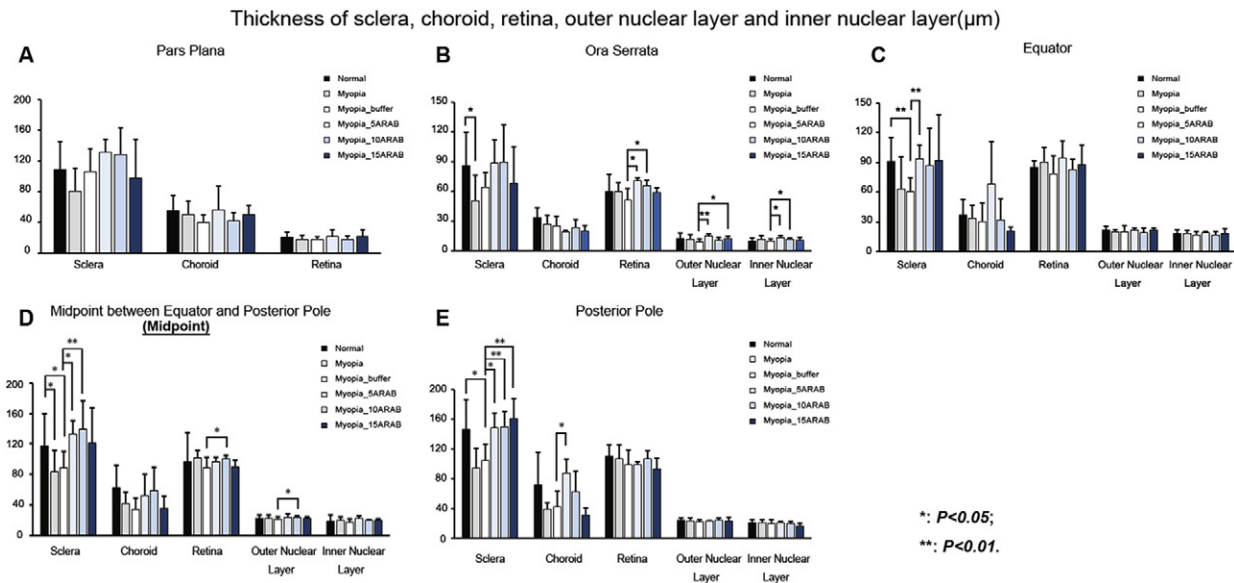 Thickness of sclera, choroid, retina, outer nuclear layer and inner nuclear layer(μm)
A
Pars Plana
Normal
Myopia
Myopia_buffer
Myopia_5ARAB
Myopia_10ARAB
Myopia_15ARAB
200
160
120
80
40
0
Sclera Choroid Retina
B
Ora Serrata
Normal
Myopia
Myopia_buffer
Myopia_5ARAB
Myopia_10ARAB
Myopia_15ARAB
150
120
90
60
30
0
* * * ** * * *
Sclera Choroid Retina Outer Nuclear Inner Nuclear
Layer Layer
C
Equator
Normal
Myopia
Myopia_buffer
Myopia_5ARAB
Myopia_10ARAB
Myopia_15ARAB
150
120
90
60
30
0
** **
Sclera Choroid Retina Outer Nuclear Inner Nuclear
Layer Layer
D
Midpoint between Equator and Posterior Pole
(Midpoint)
Normal
Myopia
Myopia_buffer
Myopia_5ARAB
Myopia_10ARAB
Myopia_15ARAB
200
160
120
80
40
0
* * * ** * *
Sclera Choroid Retina Outer Nuclear Inner Nuclear
Layer Layer
E
Posterior Pole
Normal
Myopia
Myopia_buffer
Myopia_5ARAB
Myopia_10ARAB
Myopia_15ARAB
200
160
120
80
40
0
* * ** ** *
Sclera Choroid Retina Outer Nuclear Inner Nuclear
Layer Layer
*: P<0.05;
**: P<0.01.